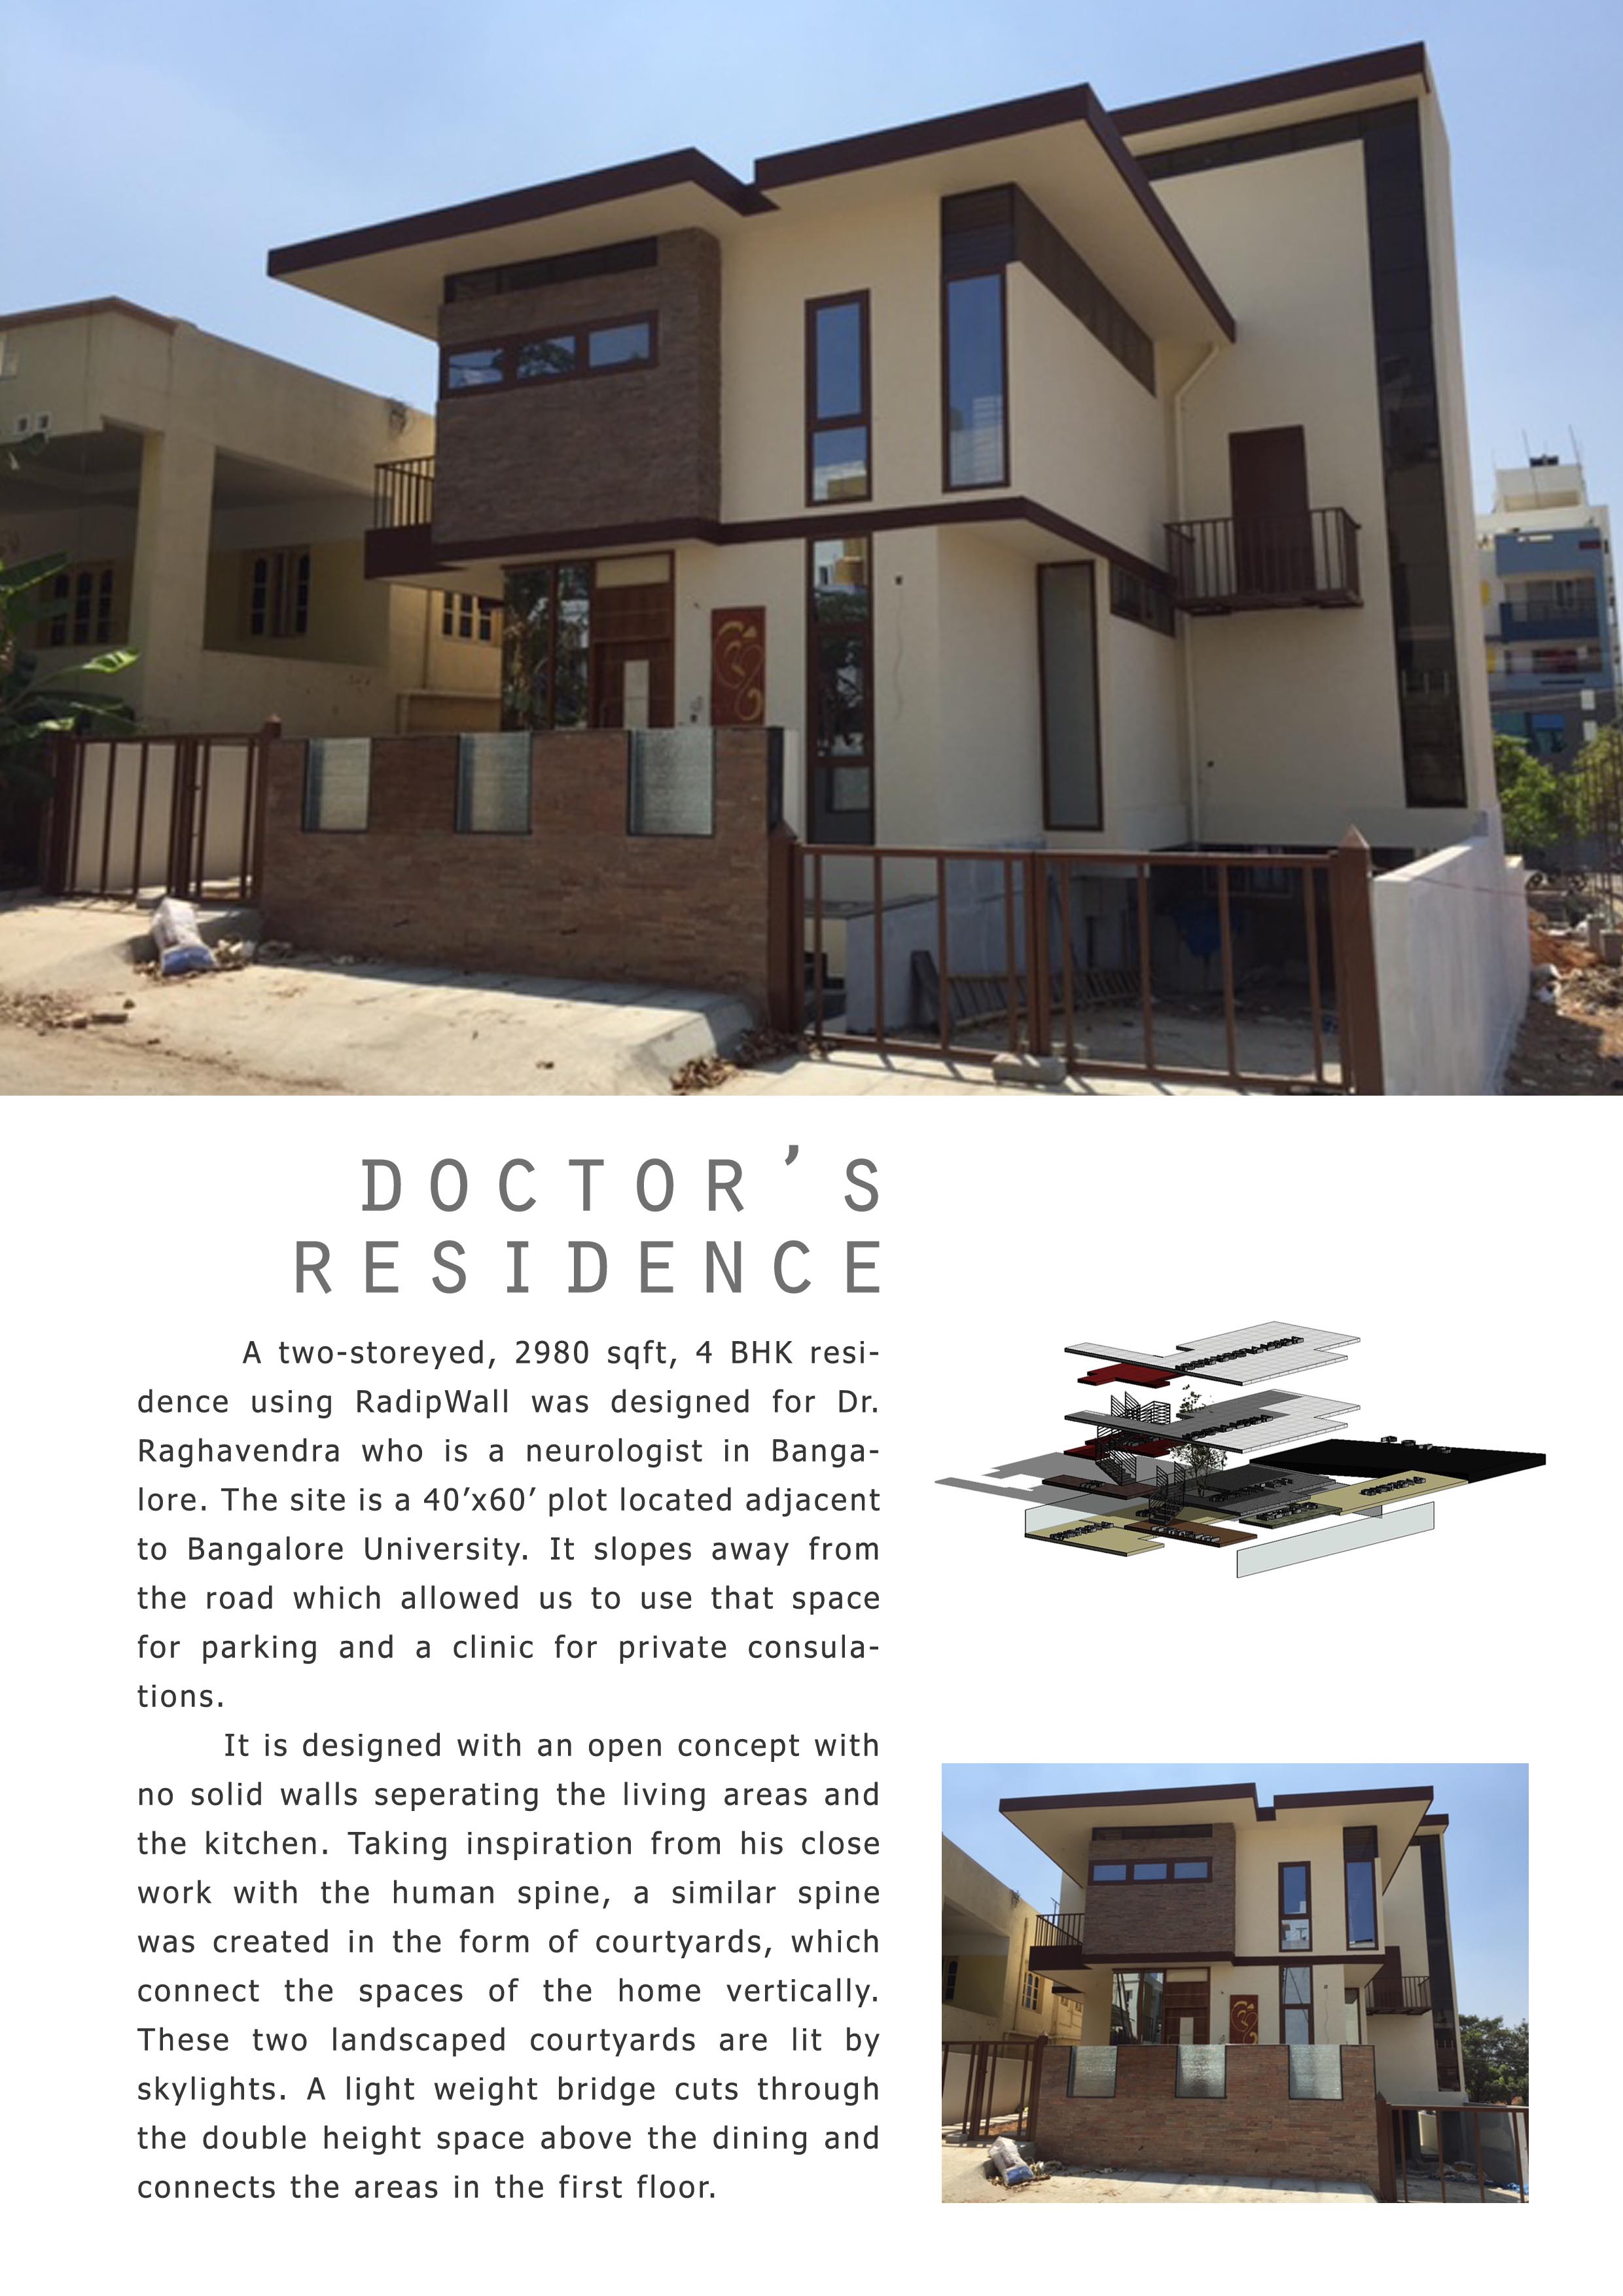 DOCTOR’S
RESIDENCE
A two-storeyed, 2980 sqft, 4 BHK resi-
dence using RadipWall was designed for Dr.
Raghavendra who is a neurologist in Banga-
lore. The site is a 40’x60’ plot located adjacent
to Bangalore University. It slopes away from
the road which allowed us to use that space
for parking and a clinic for private consula-
tions.
It is designed with an open concept with
no solid walls seperating the living areas and
the kitchen. Taking inspiration from his close
work with the human spine, a similar spine
was created in the form of courtyards, which
connect the spaces of the home vertically.
These two landscaped courtyards are lit by
skylights. A light weight bridge cuts through
the double height space above the dining and
connects the areas in the first floor.